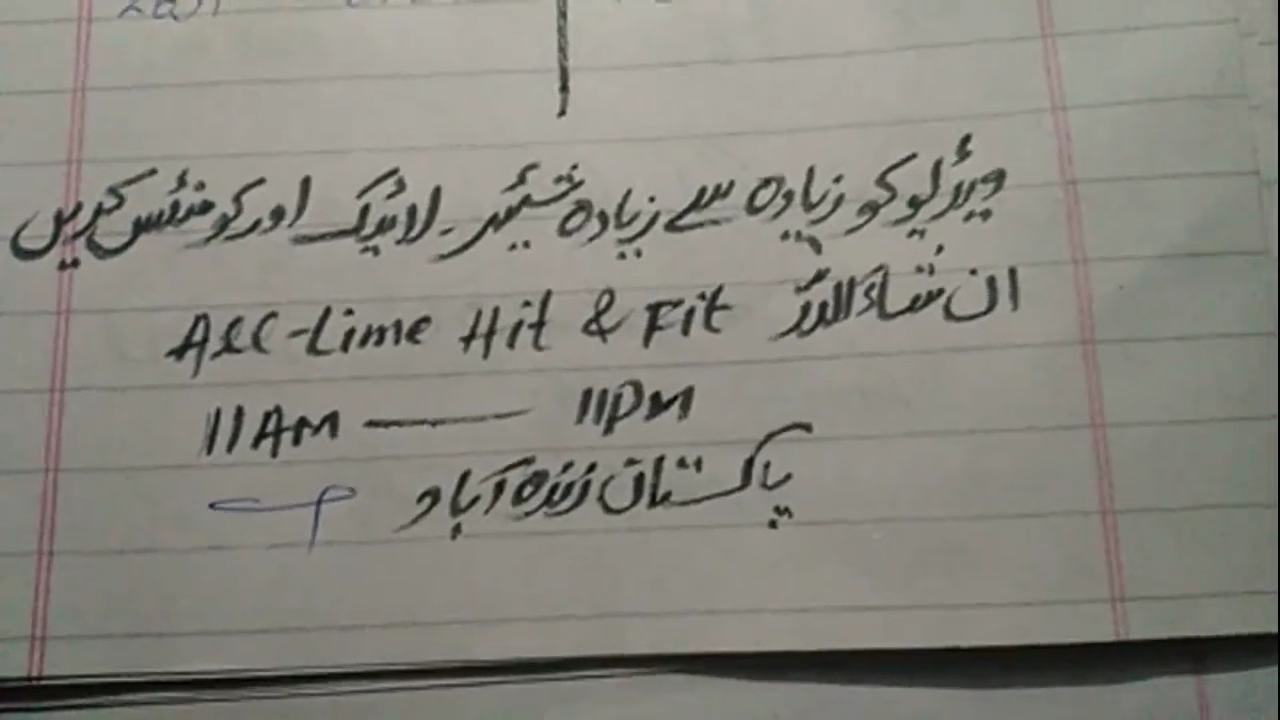 ویڈیو کو زیادہ سے زیادہ شئیر۔ لائیک اور کومنٹس کریں
ان شاء اللہ All-Time Hit & Fit
11AM — 11PM
پاکستان زندہ آباد